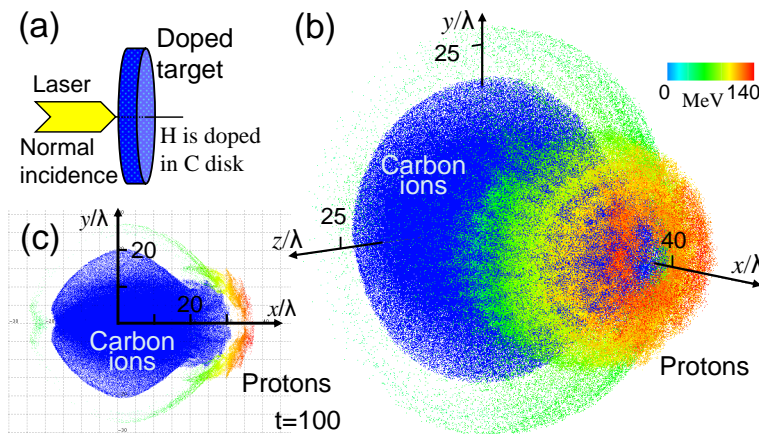 (a)
Doped
target
Laser
Normal
incidence
H is doped
in C disk
(b)
y/λ
25
0
MeV
140
Carbon
ions
25
z/λ
40
x/λ
Protons
(c)
y/λ
20
20
x/λ
Carbon
ions
Protons
t=100